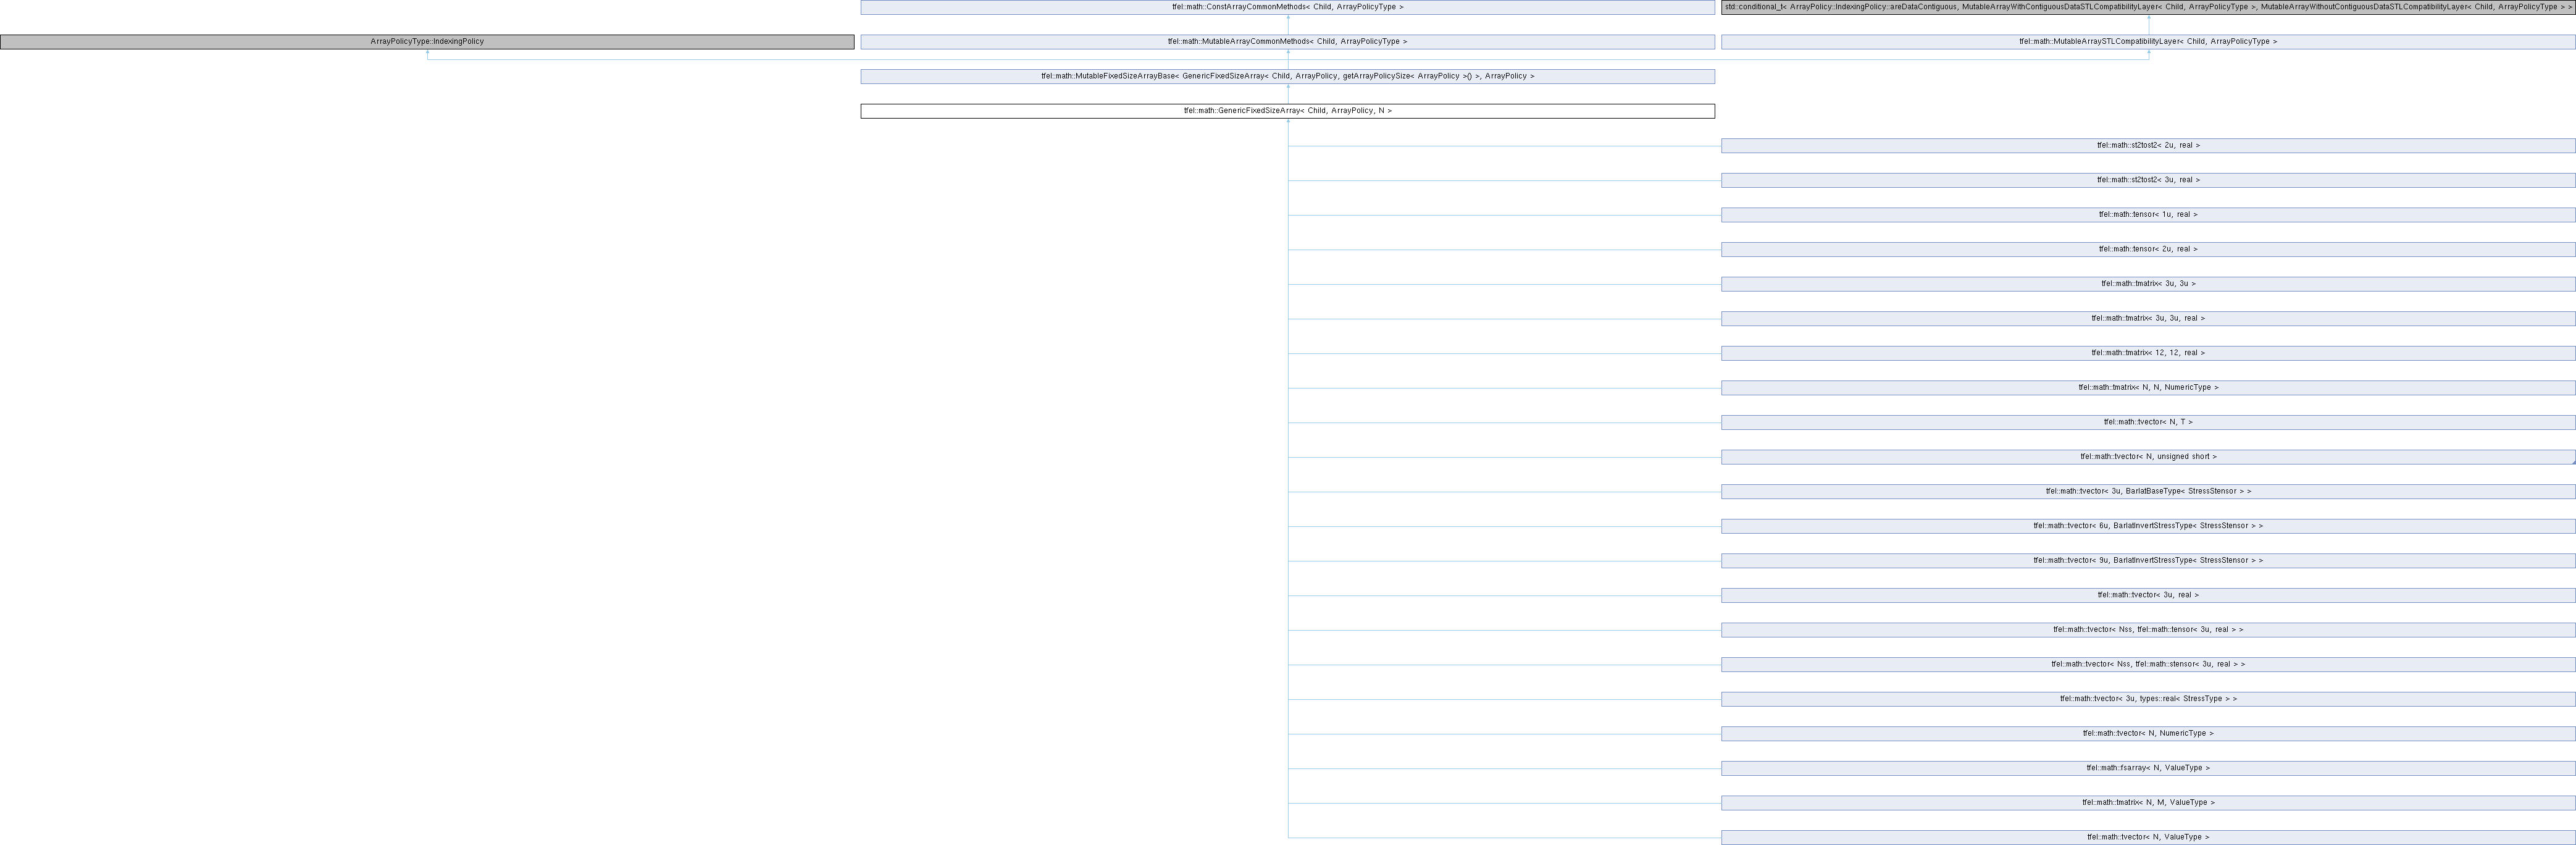 tfel::math::ConstArrayCommonMethods< Child, ArrayPolicyType >
std::conditional_t< ArrayPolicy::IndexingPolicy::areDataContiguous, MutableArrayWithContiguousDataSTLCompatibilityLayer< Child, ArrayPolicyType >, MutableArrayWithoutContiguousDataSTLCompatibilityLayer< Child, ArrayPolicyType > >
ArrayPolicyType::IndexingPolicy
tfel::math::MutableArrayCommonMethods< Child, ArrayPolicyType >
tfel::math::MutableArraySTLCompatibilityLayer< Child, ArrayPolicyType >
tfel::math::MutableFixedSizeArrayBase< GenericFixedSizeArray< Child, ArrayPolicy, getArrayPolicySize< ArrayPolicy >() >, ArrayPolicy >
tfel::math::GenericFixedSizeArray< Child, ArrayPolicy, N >
tfel::math::st2tost2< 2u, real >
tfel::math::st2tost2< 3u, real >
tfel::math::tensor< 1u, real >
tfel::math::tensor< 2u, real >
tfel::math::tmatrix< 3u, 3u >
tfel::math::tmatrix< 3u, 3u, real >
tfel::math::tmatrix< 12, 12, real >
tfel::math::tmatrix< N, N, NumericType >
tfel::math::tvector< N, T >
tfel::math::tvector< N, unsigned short >
tfel::math::tvector< 3u, BarlatBaseType< StressStensor > >
tfel::math::tvector< 6u, BarlatInvertStressType< StressStensor > >
tfel::math::tvector< 9u, BarlatInvertStressType< StressStensor > >
tfel::math::tvector< 3u, real >
tfel::math::tvector< Nss, tfel::math::tensor< 3u, real > >
tfel::math::tvector< Nss, tfel::math::stensor< 3u, real > >
tfel::math::tvector< 3u, types::real< StressType > >
tfel::math::tvector< N, NumericType >
tfel::math::fsarray< N, ValueType >
tfel::math::tmatrix< N, M, ValueType >
tfel::math::tvector< N, ValueType >